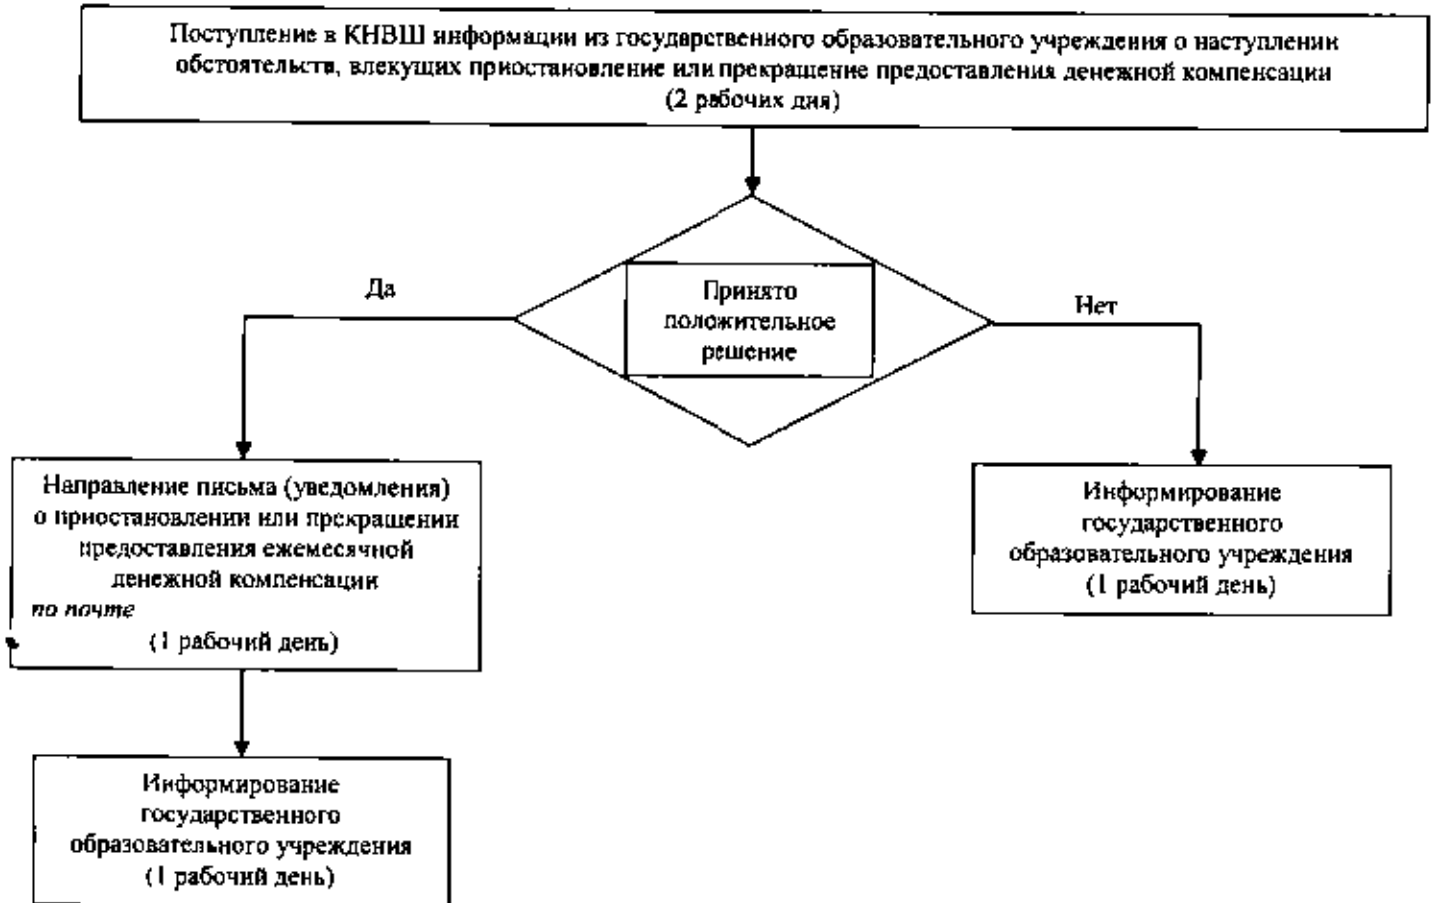 Поступление в КНВШ информации из государственного образовательного учреждения о наступлении
обстоятельств, влекущих приостановление или прекращение предоставления денежной компенсации
(2 рабочих дня)
Принято
положительное
решение
Да
Нет
Направление письма (уведомления)
о приостановлении или прекращении
предоставления ежемесячной
денежной компенсации
по почте
(1 рабочий день)
Информирование
государственного
образовательного учреждения
(1 рабочий день)
Информирование
государственного
образовательного учреждения
(1 рабочий день)